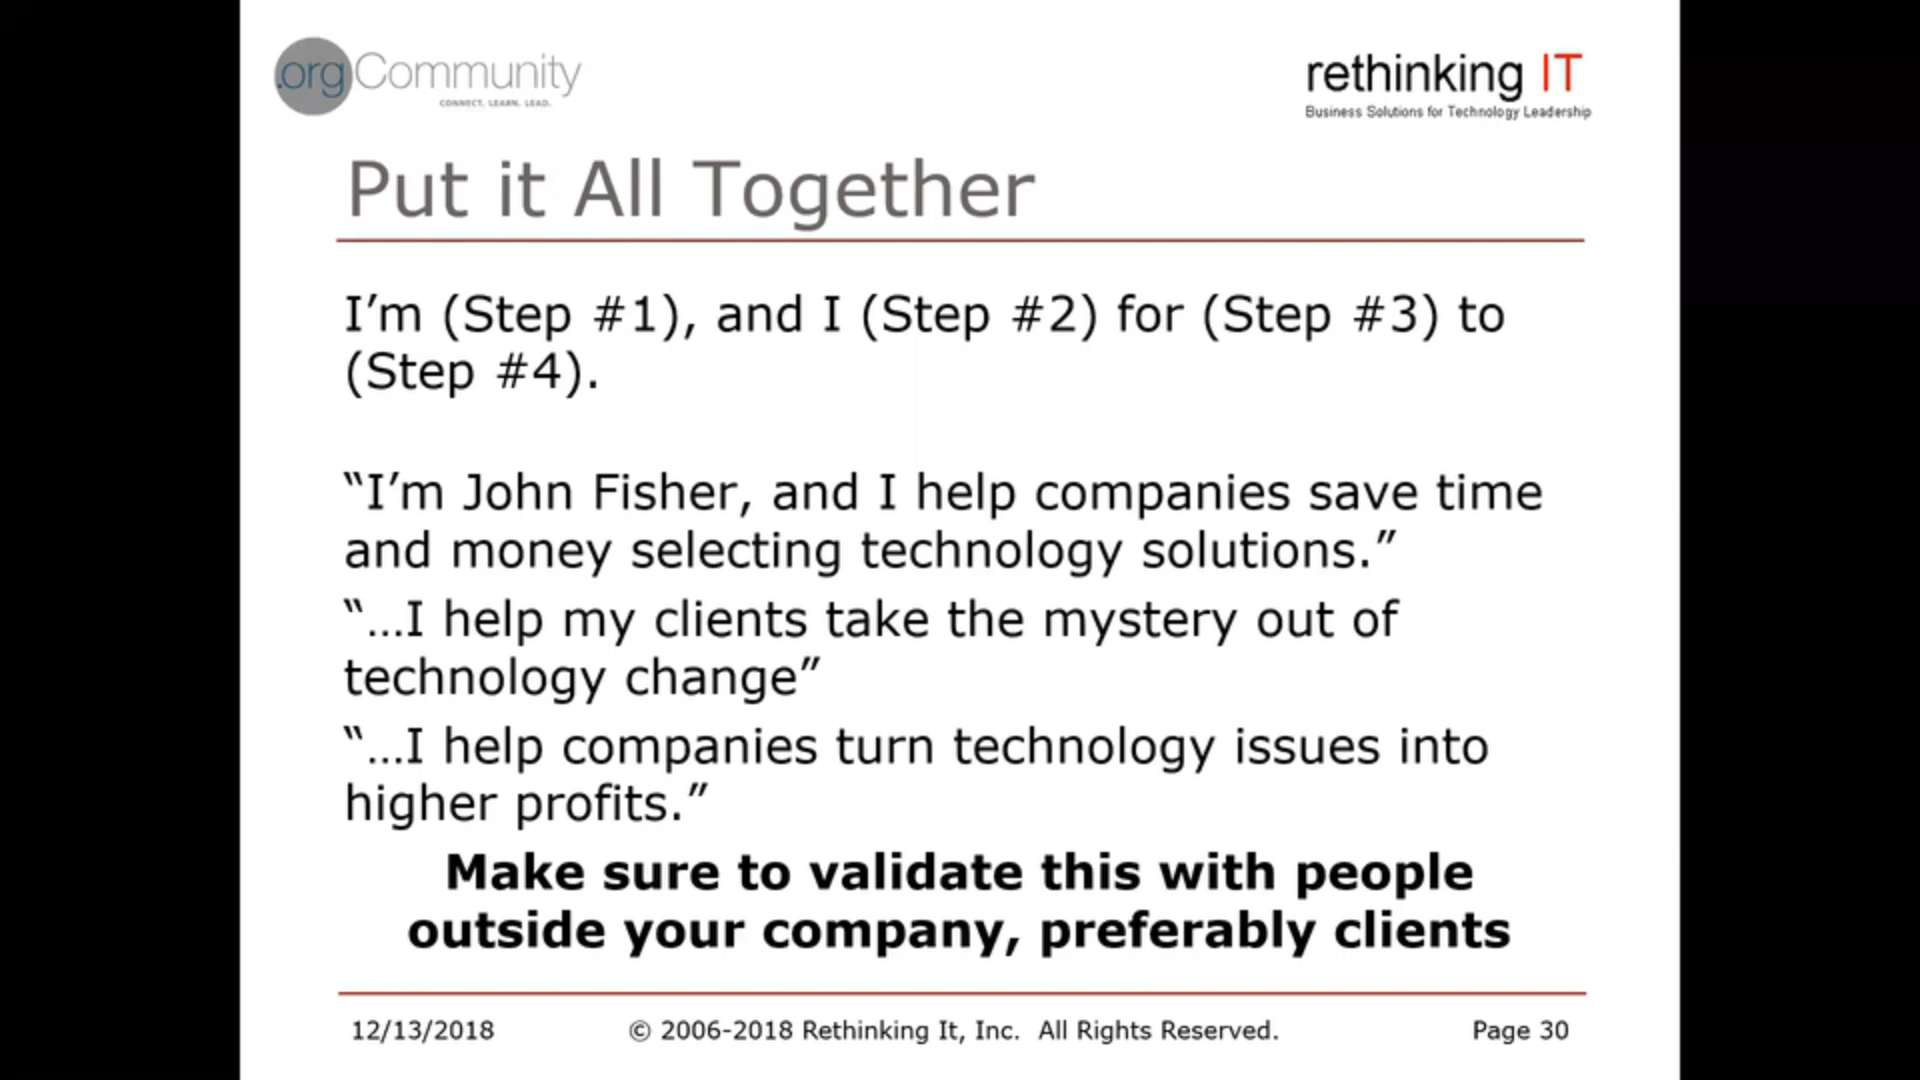 .orgCommunity
CONNECT. LEARN. LEAD.
rethinking IT
Business Solutions for Technology Leadership
Put it All Together
I’m (Step #1), and I (Step #2) for (Step #3) to
(Step #4).
“I’m John Fisher, and I help companies save time
and money selecting technology solutions.”
“…I help my clients take the mystery out of
technology change”
“…I help companies turn technology issues into
higher profits.”
Make sure to validate this with people
outside your company, preferably clients
12/13/2018 © 2006-2018 Rethinking It, Inc. All Rights Reserved. Page 30